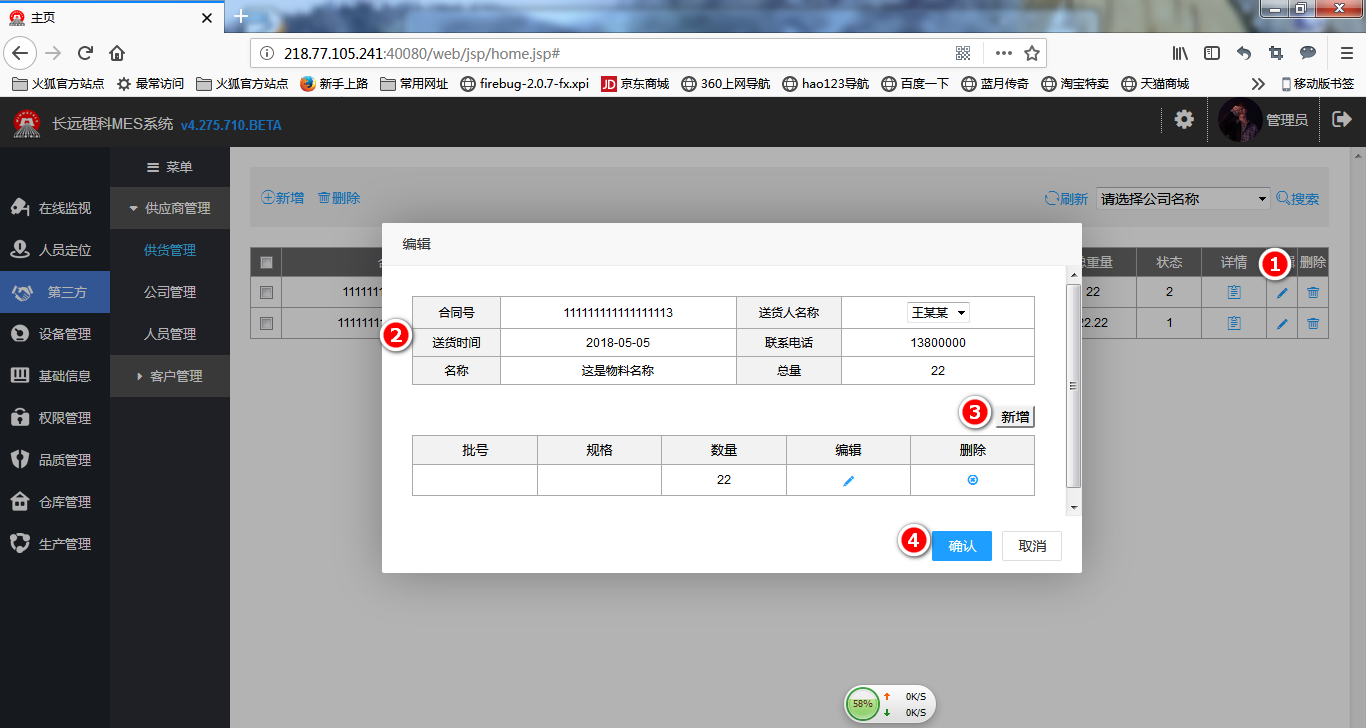 主页
218.77.105.241:40080/web/jsp/home.jsp#
火狐官方站点 最常访问 火狐官方站点 新手上路 常用网址 firebug-2.0.7-fx.xpi JD 京东商城 360上网导航 hao123导航 百度一下 蓝月传奇 淘宝特卖 天猫商城 移动版书签
长远锂科MES系统 v4.275.710.BETA 管理员
菜单
在线监视
人员定位
第三方
设备管理
基础信息
权限管理
品质管理
仓库管理
生产管理
供应商管理
供货管理
公司管理
人员管理
客户管理
新增 删除 刷新 请选择公司名称 搜索
总重量 状态 详情 1 删除
1111111 22 2
1111111 2.22 1
编辑
合同号 111111111111111113 送货人名称 王某某
2 送货时间 2018-05-05 联系电话 13800000
名称 这是物料名称 总量 22
3 新增
批号 规格 数量 编辑 删除
22
4 确认 取消
58% 0K/S
0K/S